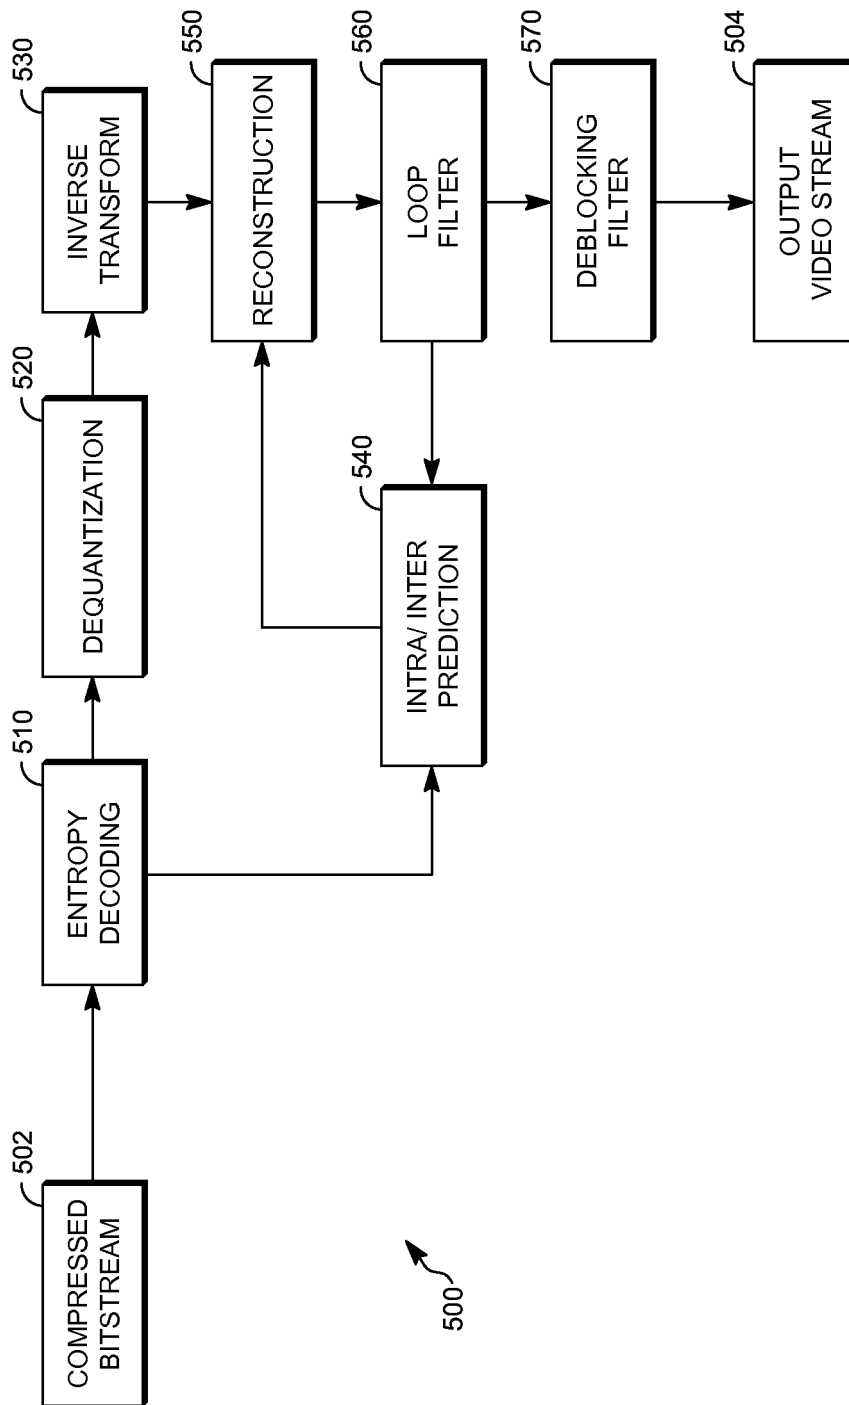 502
COMPRESSED
BITSTREAM
510
ENTROPY
DECODING
520
DEQUANTIZATION
530
INVERSE
TRANSFORM
540
INTRA/ INTER
PREDICTION
550
RECONSTRUCTION
560
LOOP
FILTER
570
DEBLOCKING
FILTER
504
OUTPUT
VIDEO STREAM
500